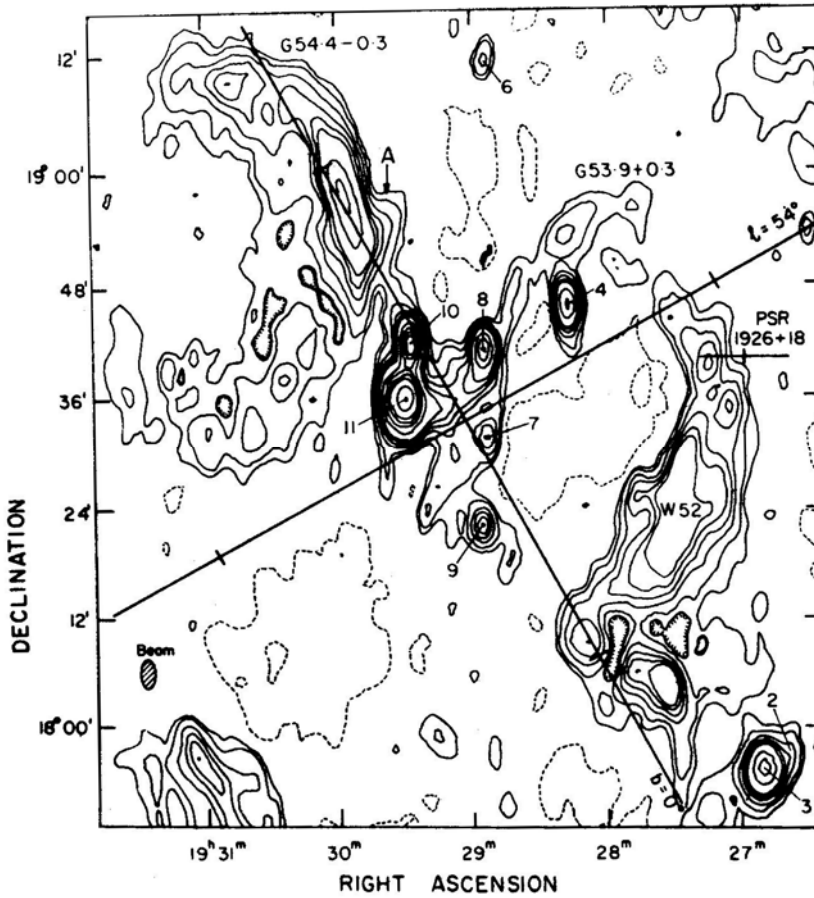 G54·4-0·3
12'
6
A
G53·9+0·3
19° 00'
ℓ = 54°
48'
10
8
4
PSR
1926+18
36'
11
7
W52
24'
9
12'
Beam
18° 00'
2
b=0
3
19ʰ31ᵐ
30ᵐ
29ᵐ
28ᵐ
27ᵐ
RIGHT ASCENSION
DECLINATION